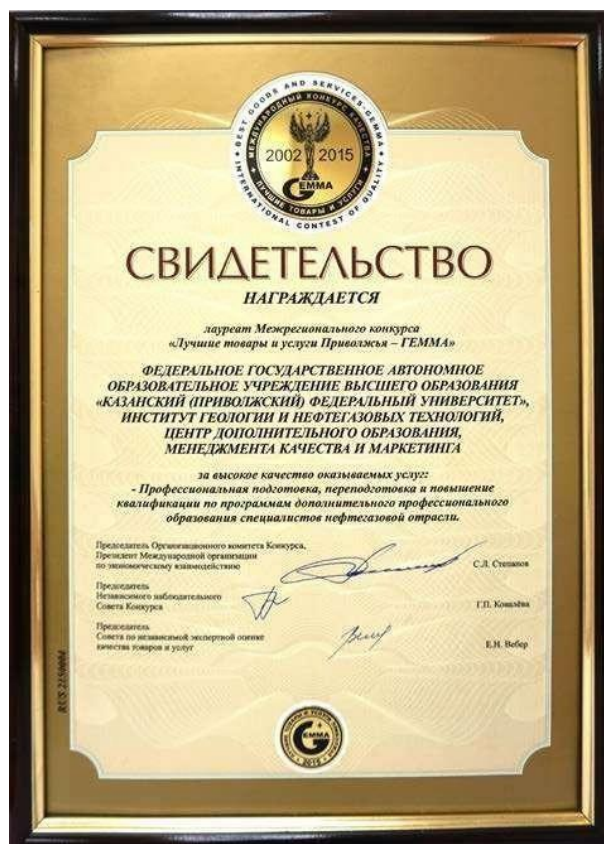 INTERNATIONAL CONTEST OF QUALITY • BEST GOODS AND SERVICES-GEMMA •
МЕЖДУНАРОДНЫЙ КОНКУРС КАЧЕСТВА
2002 2015
GЕММА
ЛУЧШИЕ ТОВАРЫ И УСЛУГИ
СВИДЕТЕЛЬСТВО
НАГРАЖДАЕТСЯ
лауреат Межрегионального конкурса
«Лучшие товары и услуги Приволжья – ГЕММА»
ФЕДЕРАЛЬНОЕ ГОСУДАРСТВЕННОЕ АВТОНОМНОЕ
ОБРАЗОВАТЕЛЬНОЕ УЧРЕЖДЕНИЕ ВЫСШЕГО ОБРАЗОВАНИЯ
«КАЗАНСКИЙ (ПРИВОЛЖСКИЙ) ФЕДЕРАЛЬНЫЙ УНИВЕРСИТЕТ»,
ИНСТИТУТ ГЕОЛОГИИ И НЕФТЕГАЗОВЫХ ТЕХНОЛОГИЙ,
ЦЕНТР ДОПОЛНИТЕЛЬНОГО ОБРАЗОВАНИЯ,
МЕНЕДЖМЕНТА КАЧЕСТВА И МАРКЕТИНГА
за высокое качество оказываемых услуг:
- Профессиональная подготовка, переподготовка и повышение
квалификации по программам дополнительного профессионального
образования специалистов нефтегазовой отрасли.
Председатель Организационного комитета Конкурса,
Президент Международной организации
по экономическому взаимодействию
С.Л. Степанов
Председатель
Независимого наблюдательного
Совета Конкурса
Г.П. Ковалёва
Председатель
Совета по независимой экспертной оценке
качества товаров и услуг
Е.Н. Вебер
RUS 2150004
GEMMA
2015